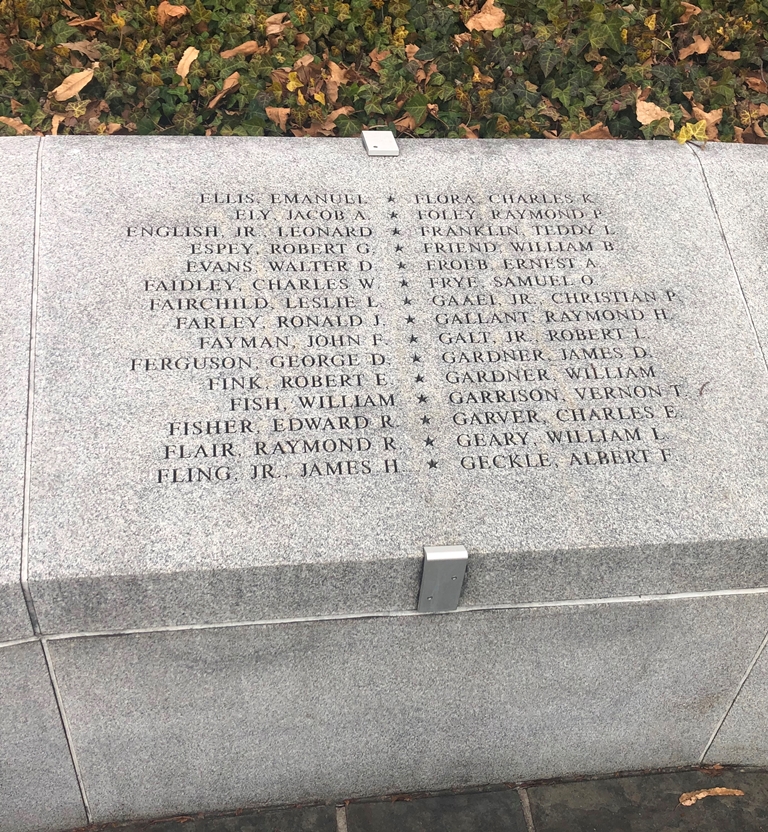 ELLIS, EMANUEL ★ FLORA, CHARLES K.
ELY, JACOB A. ★ FOLEY, RAYMOND P.
ENGLISH, JR., LEONARD ★ FRANKLIN, TEDDY L.
ESPEY, ROBERT G. ★ FRIEND, WILLIAM B.
EVANS, WALTER D. ★ FROEB, ERNEST A.
FAIDLEY, CHARLES W. ★ FRYE, SAMUEL O.
FAIRCHILD, LESLIE L. ★ GAAEI, JR., CHRISTIAN P.
FARLEY, RONALD J. ★ GALLANT, RAYMOND H.
FAYMAN, JOHN F. ★ GALT, JR., ROBERT L.
FERGUSON, GEORGE D. ★ GARDNER, JAMES D.
FINK, ROBERT E. ★ GARDNER, WILLIAM
FISH, WILLIAM ★ GARRISON, VERNON T.
FISHER, EDWARD R. ★ GARVER, CHARLES E.
FLAIR, RAYMOND R. ★ GEARY, WILLIAM L.
FLING, JR., JAMES H. ★ GECKLE, ALBERT F.